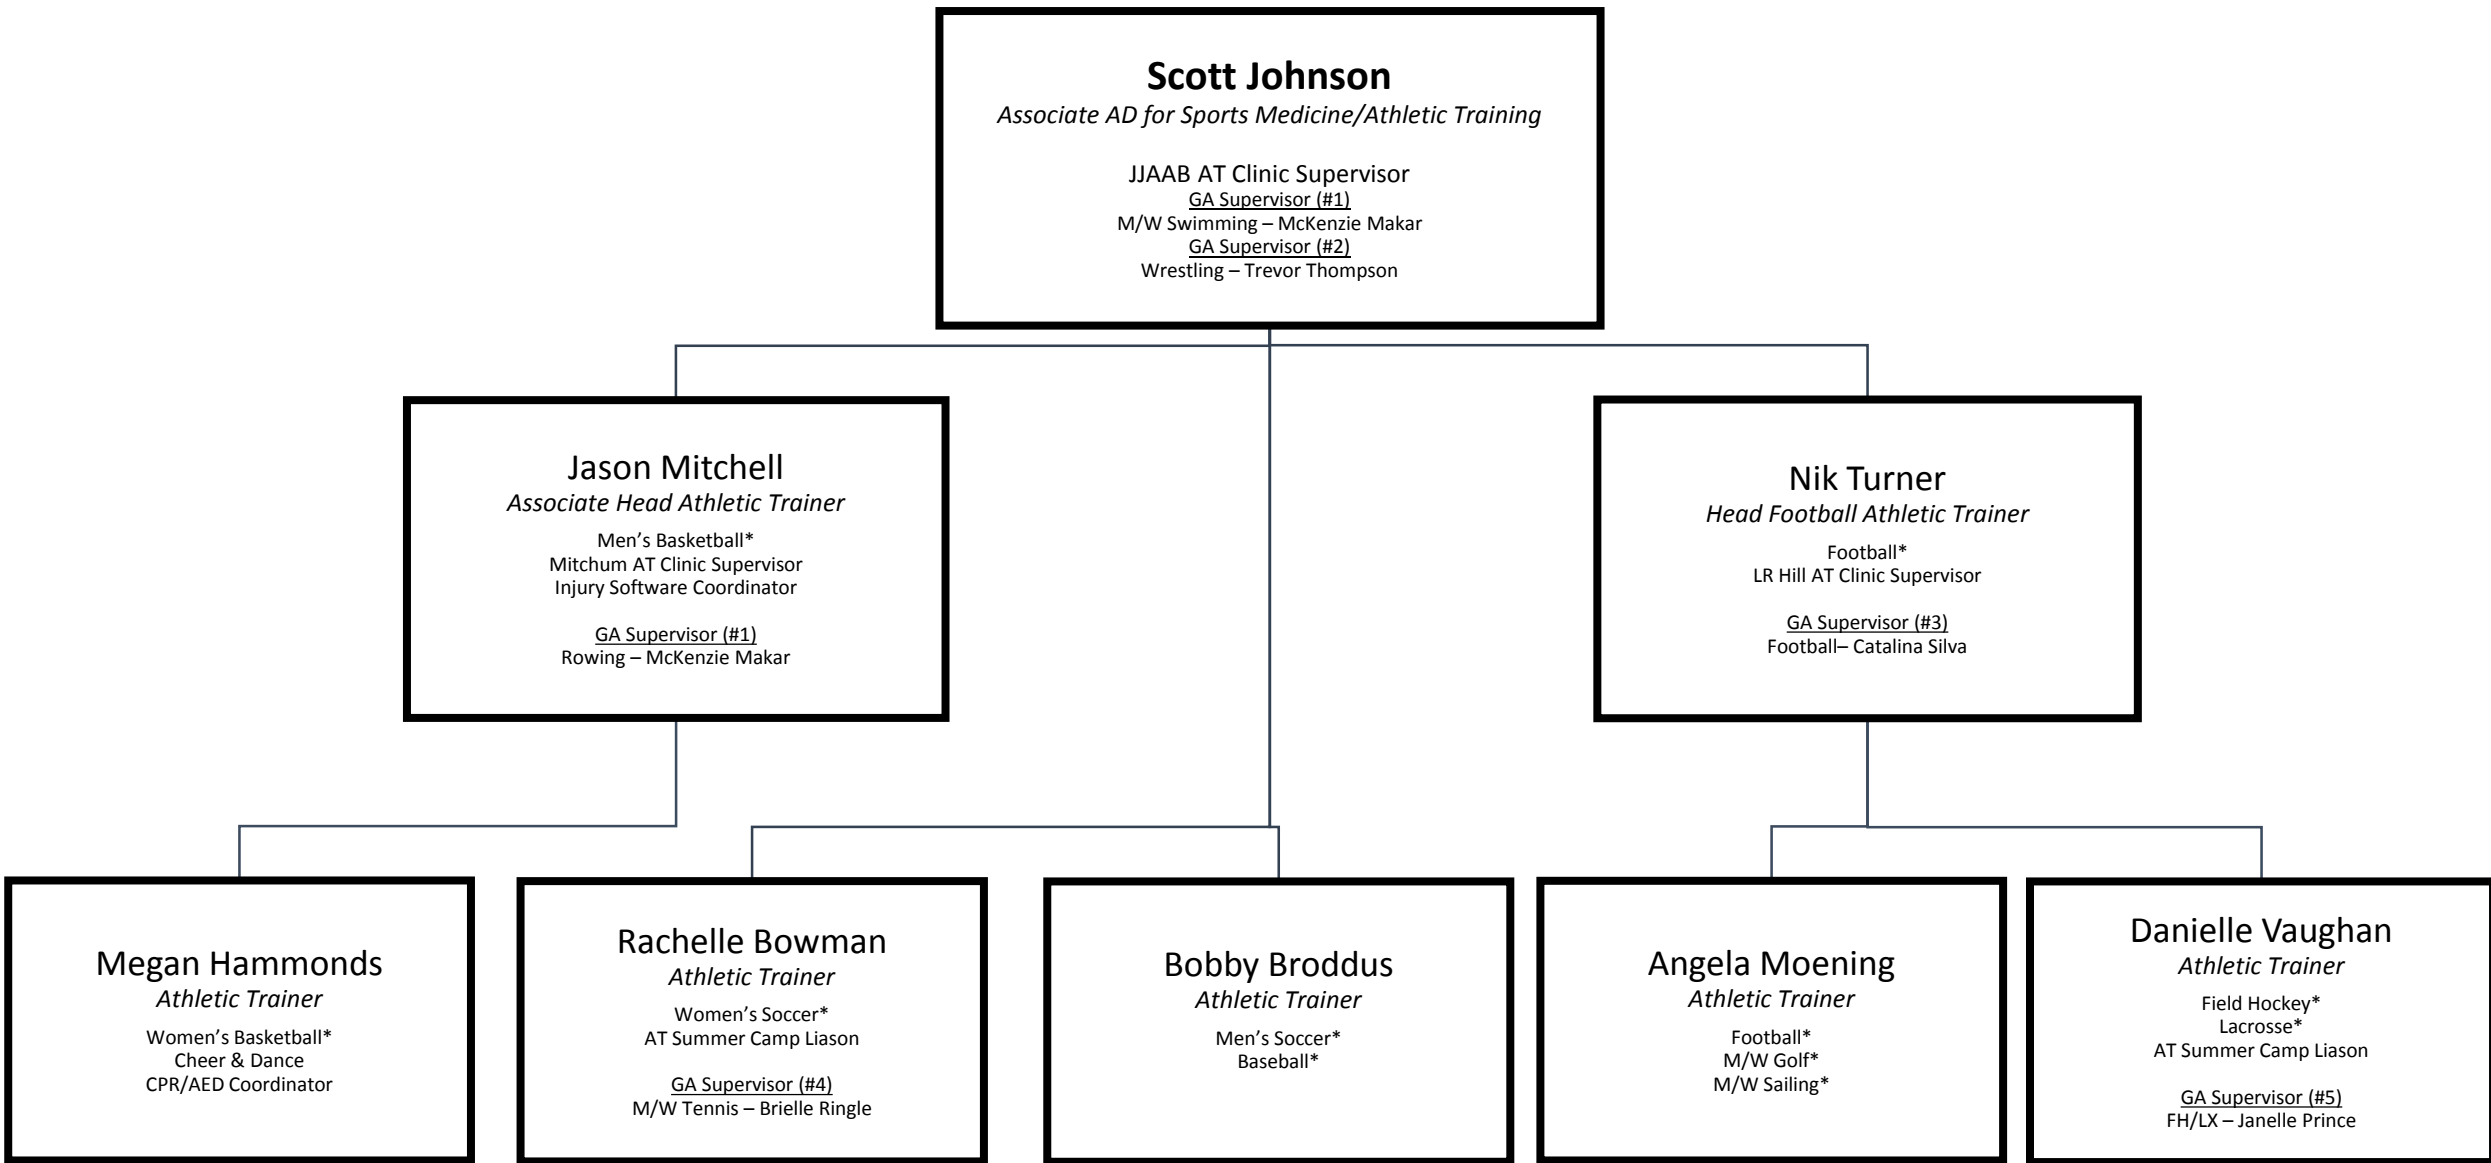 Scott Johnson
Associate AD for Sports Medicine/Athletic Training
JJAAB AT Clinic Supervisor
GA Supervisor (#1)
M/W Swimming – McKenzie Makar
GA Supervisor (#2)
Wrestling – Trevor Thompson
Jason Mitchell
Associate Head Athletic Trainer
Men’s Basketball*
Mitchum AT Clinic Supervisor
Injury Software Coordinator
GA Supervisor (#1)
Rowing – McKenzie Makar
Nik Turner
Head Football Athletic Trainer
Football*
LR Hill AT Clinic Supervisor
GA Supervisor (#3)
Football– Catalina Silva
Megan Hammonds
Athletic Trainer
Women’s Basketball*
Cheer & Dance
CPR/AED Coordinator
Rachelle Bowman
Athletic Trainer
Women’s Soccer*
AT Summer Camp Liason
GA Supervisor (#4)
M/W Tennis – Brielle Ringle
Bobby Broddus
Athletic Trainer
Men’s Soccer*
Baseball*
Angela Moening
Athletic Trainer
Football*
M/W Golf*
M/W Sailing*
Danielle Vaughan
Athletic Trainer
Field Hockey*
Lacrosse*
AT Summer Camp Liason
GA Supervisor (#5)
FH/LX – Janelle Prince